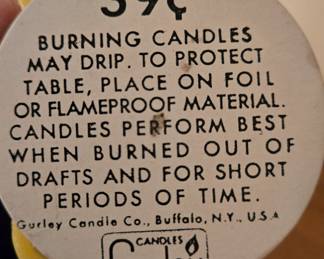 39¢
BURNING CANDLES
MAY DRIP. TO PROTECT
TABLE, PLACE ON FOIL
OR FLAMEPROOF MATERIAL.
CANDLES PERFORM BEST
WHEN BURNED OUT OF
DRAFTS AND FOR SHORT
PERIODS OF TIME.
Gurley Candle Co., Buffalo, N.Y., U.S.A
CANDLES